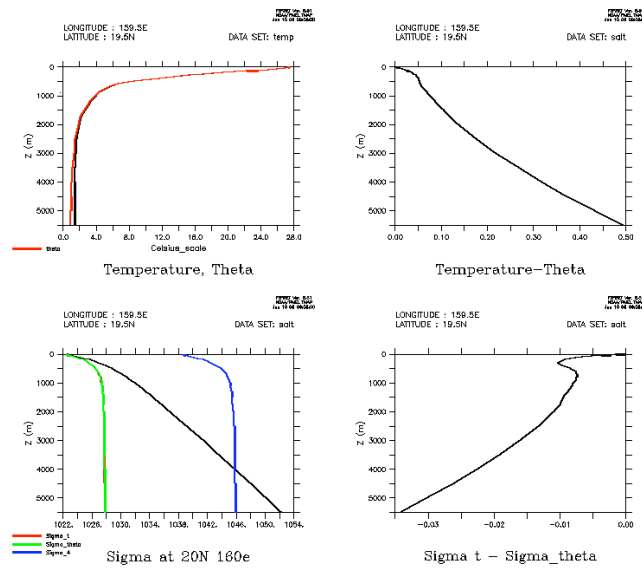 LONGITUDE : 159.5E
LATITUDE : 19.5N
DATA SET: temp
0
1000
2000
3000
4000
5000
Z (m)
0.0 4.0 8.0 12.0 16.0 20.0 24.0 28.0
Celsius_scale
theta
Temperature, Theta
LONGITUDE : 159.5E
LATITUDE : 19.5N
DATA SET: salt
0
1000
2000
3000
4000
5000
Z (m)
0.00 0.10 0.20 0.30 0.40 0.50
Temperature-Theta
LONGITUDE : 159.5E
LATITUDE : 19.5N
DATA SET: salt
0
1000
2000
3000
4000
5000
Z (m)
1022. 1026. 1030. 1034. 1038. 1042. 1046. 1050. 1054.
Sigma_t
Sigma_theta
Sigma_4
Sigma at 20N 160e
LONGITUDE : 159.5E
LATITUDE : 19.5N
DATA SET: salt
0
1000
2000
3000
4000
5000
Z (m)
-0.03 -0.02 -0.01 0.00
Sigma t - Sigma_theta